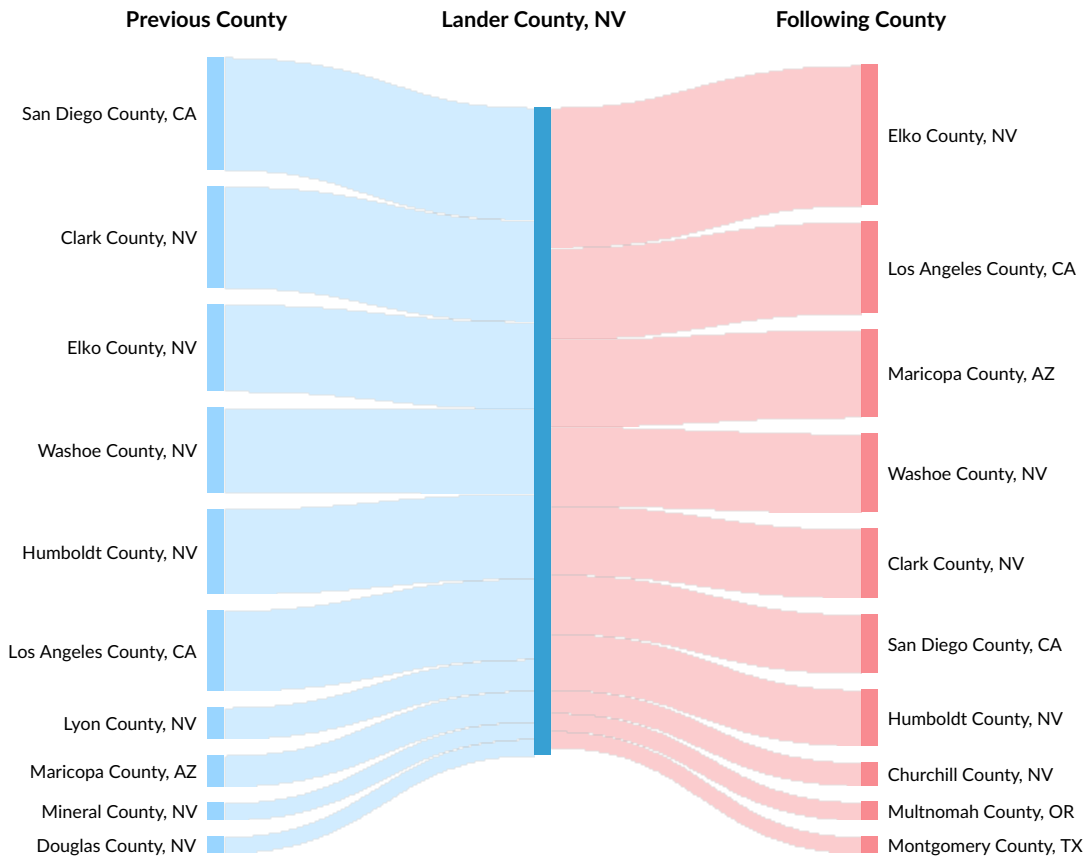 Previous County
Lander County, NV
Following County
San Diego County, CA
Clark County, NV
Elko County, NV
Washoe County, NV
Humboldt County, NV
Los Angeles County, CA
Lyon County, NV
Maricopa County, AZ
Mineral County, NV
Douglas County, NV
Elko County, NV
Los Angeles County, CA
Maricopa County, AZ
Washoe County, NV
Clark County, NV
San Diego County, CA
Humboldt County, NV
Churchill County, NV
Multnomah County, OR
Montgomery County, TX